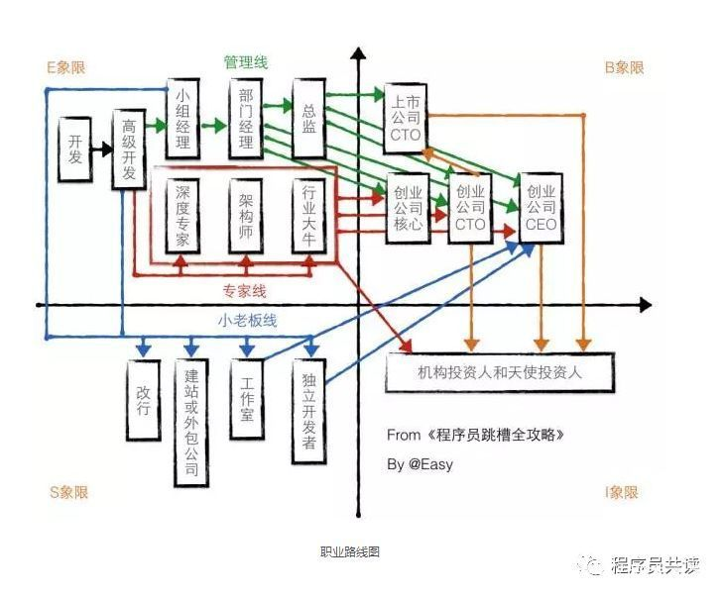 E象限
管理线
B象限
开发
高级开发
小组经理
部门经理
总监
上市公司CTO
深度专家
架构师
行业大牛
创业公司核心
创业公司CTO
创业公司CEO
专家线
小老板线
改行
建站或外包公司
工作室
独立开发者
机构投资人和天使投资人
From《程序员跳槽全攻略》
By @Easy
S象限
I象限
职业路线图
程序员共读